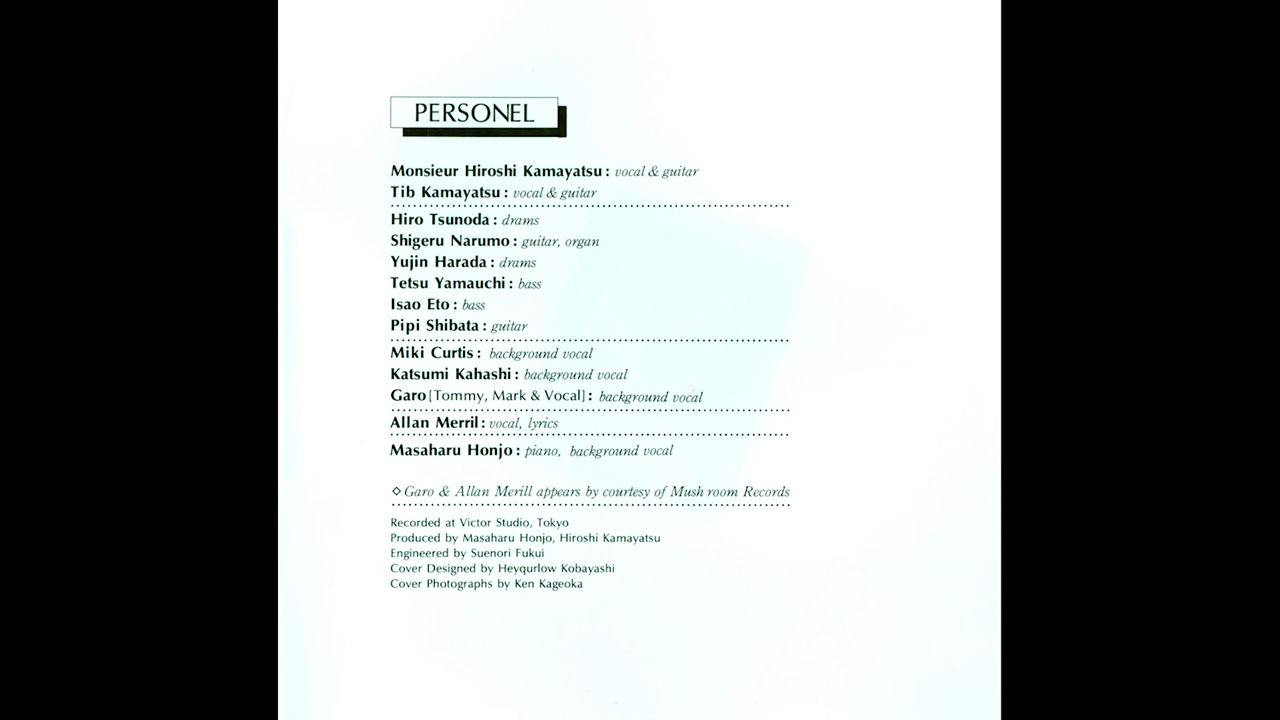 PERSONEL
Monsieur Hiroshi Kamayatsu : vocal & guitar
Tib Kamayatsu : vocal & guitar
Hiro Tsunoda : drams
Shigeru Narumo : guitar, organ
Yujin Harada : drams
Tetsu Yamauchi : bass
Isao Eto : bass
Pipi Shibata : guitar
Miki Curtis : background vocal
Katsumi Kahashi : background vocal
Garo [Tommy, Mark & Vocal] : background vocal
Allan Merril : vocal, lyrics
Masaharu Honjo : piano, background vocal
◇ Garo & Allan Merill appears by courtesy of Mush room Records
Recorded at Victor Studio, Tokyo
Produced by Masaharu Honjo, Hiroshi Kamayatsu
Engineered by Suenori Fukui
Cover Designed by Heyqurlow Kobayashi
Cover Photographs by Ken Kageoka